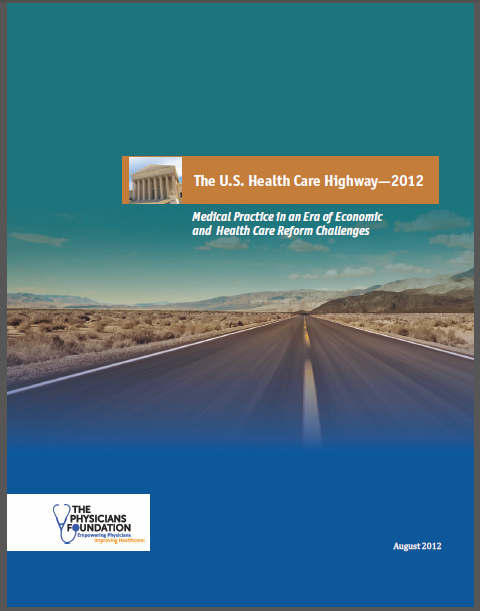 The U.S. Health Care Highway—2012
Medical Practice in an Era of Economic
and Health Care Reform Challenges
THE
PHYSICIANS
FOUNDATION
Empowering Physicians
Improving Healthcare
August 2012